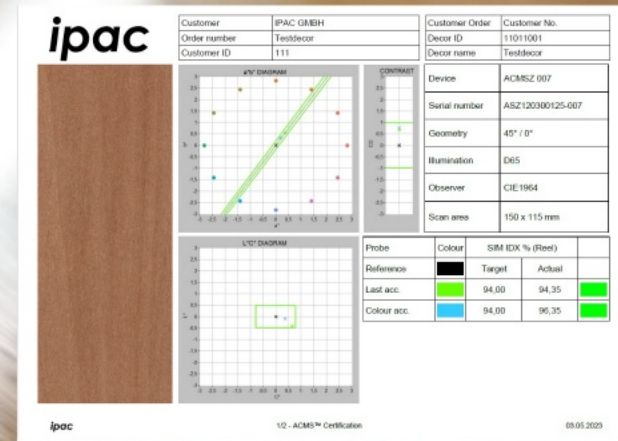 ipac
Customer IPAC GMBH
Order number Testdecor
Customer ID 111
Customer Order Customer No.
Decor ID 11011001
Decor name Testdecor
a*b* DIAGRAM
CONTRAST
Device ACMSZ 007
Serial number ASZ120300125-007
Geometry 45° / 0°
Illumination D65
Observer CIE1964
Scan area 150 x 115 mm
L*C* DIAGRAM
Probe Colour SIM IDX % (Reel)
Reference Target Actual
Last acc. 94,00 94,35
Colour acc. 94,00 96,35
ipac 1/2 - ACMS™ Certification 03.05.2023